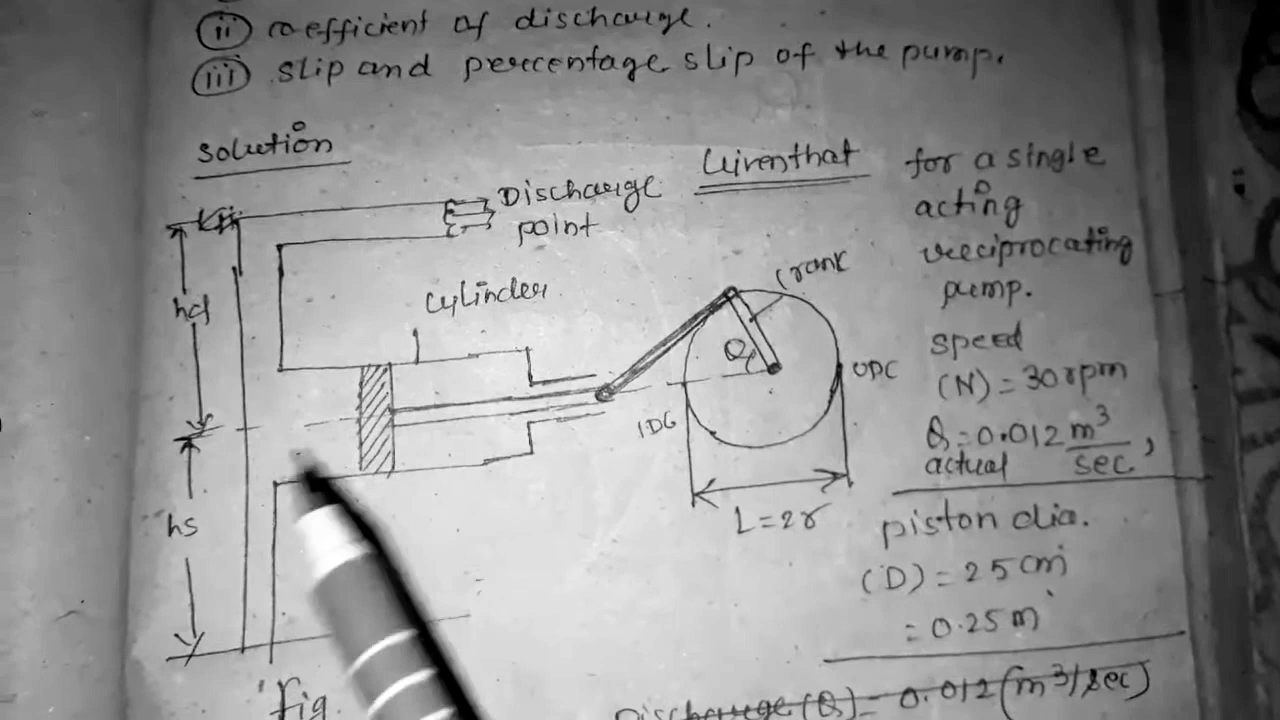 (ii) coefficient of discharge.
(iii) slip and percentage slip of the pump.
solution
Given that for a single
acting
reciprocating
pump.
speed
(N) = 30 rpm
Q = 0.012 m³/sec,
actual
piston dia.
(D) = 25 cm
= 0.25 m
Discharge (Q) = 0.012 (m³/sec)
Discharge
point
cylinder
crank
θ
IDC
ODC
L = 2r
hd
hs
fig.